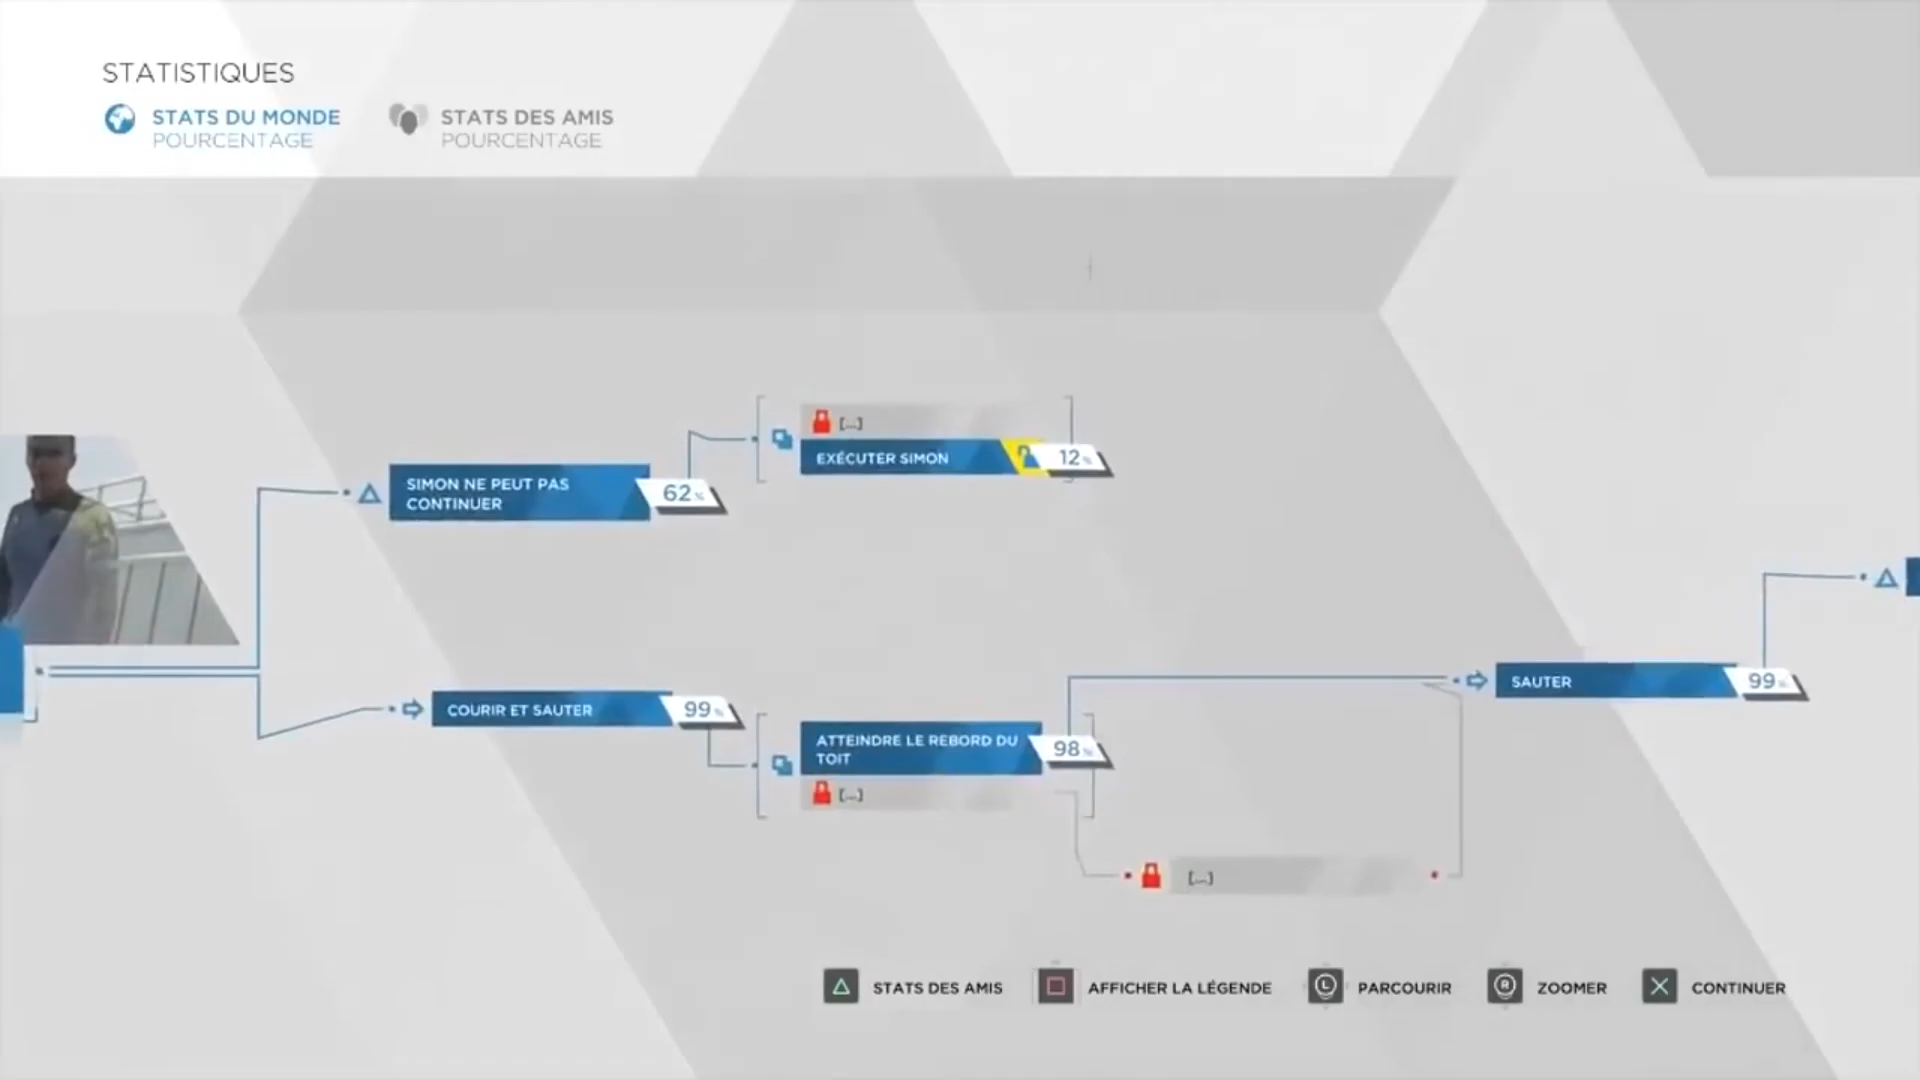 STATISTIQUES
STATS DU MONDE
POURCENTAGE
STATS DES AMIS
POURCENTAGE
[...]
EXÉCUTER SIMON
12%
SIMON NE PEUT PAS
CONTINUER
62%
SAUTER
99%
COURIR ET SAUTER
99%
ATTEINDRE LE REBORD DU
TOIT
98%
[...]
[...]
STATS DES AMIS
AFFICHER LA LÉGENDE
L
PARCOURIR
R
ZOOMER
CONTINUER